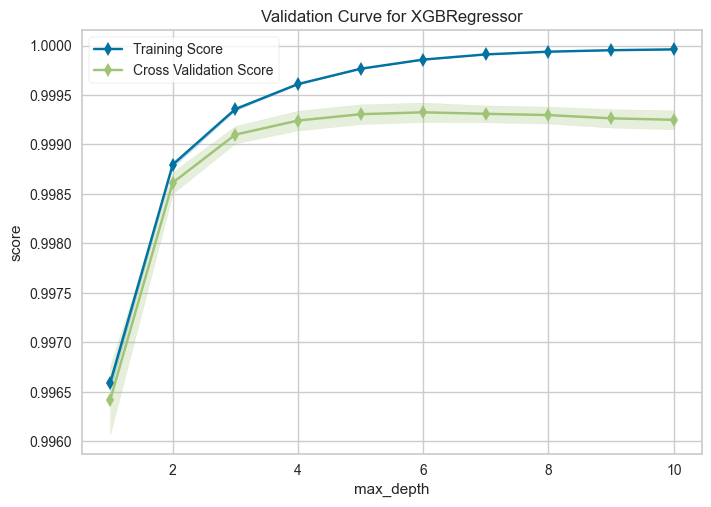 Validation Curve for XGBRegressor
Training Score
Cross Validation Score
1.0000
0.9995
0.9990
0.9985
0.9980
0.9975
0.9970
0.9965
0.9960
score
2
4
6
8
10
max_depth